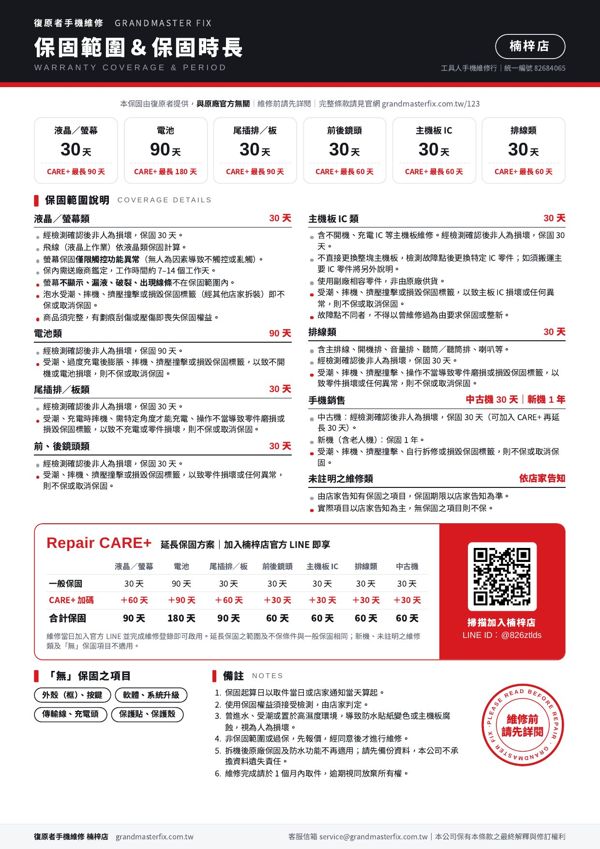 復原者手機維修 GRANDMASTER FIX
保固範圍&保固時長
WARRANTY COVERAGE & PERIOD
楠梓店
工具人手機維修行｜統一編號 82684065
本保固由復原者提供，與原廠官方無關｜維修前請先詳閱｜完整條款請見官網 grandmasterfix.com.tw/123
液晶／螢幕
30 天
CARE+ 最長 90 天
電池
90 天
CARE+ 最長 180 天
尾插排／板
30 天
CARE+ 最長 90 天
前後鏡頭
30 天
CARE+ 最長 60 天
主機板 IC
30 天
CARE+ 最長 60 天
排線類
30 天
CARE+ 最長 60 天
保固範圍說明 COVERAGE DETAILS
液晶／螢幕類 30 天
經檢測確認後非人為損壞，保固 30 天。
飛線（液晶上作業）依液晶類保固計算。
螢幕保固僅限觸控功能異常（無人為因素導致不觸控或亂觸）。
保內需送廠商鑑定，工作時間約 7–14 個工作天。
螢幕不顯示、漏液、破裂、出現線條不在保固範圍內。
泡水受潮、摔機、擠壓撞擊或損毀保固標籤（經其他店家拆裝）即不
保或取消保固。
商品須完整，有劃痕刮傷或壓傷即喪失保固權益。
電池類 90 天
經檢測確認後非人為損壞，保固 90 天。
受潮、過度充電後膨脹、摔機、擠壓撞擊或損毀保固標籤，以致不開
機或電池壞損，則不保或取消保固。
尾插排／板類 30 天
經檢測確認後非人為損壞，保固 30 天。
受潮、充電時摔機、需特定角度才能充電、操作不當導致零件磨損或
損毀保固標籤，以致不充電或零件損壞，則不保或取消保固。
前、後鏡頭類 30 天
經檢測確認後非人為損壞，保固 30 天。
受潮、摔機、擠壓撞擊或損毀保固標籤，以致零件損壞或任何異常，
則不保或取消保固。
主機板 IC 類 30 天
含不開機、充電 IC 等主機板維修。經檢測確認後非人為損壞，保固 30
天。
不直接更換整塊主機板，檢測故障點後更換特定 IC 零件；如須搬運主
要 IC 零件將另外說明。
使用副廠相容零件，非由原廠供貨。
受潮、摔機、擠壓撞擊或損毀保固標籤，以致主板 IC 損壞或任何異
常，則不保或取消保固。
故障點不同者，不得以曾維修過為由要求保固或整新。
排線類 30 天
含主排線、開機排、音量排、聽筒／聽筒排、喇叭等。
經檢測確認後非人為損壞，保固 30 天。
受潮、摔機、擠壓撞擊、操作不當導致零件磨損或損毀保固標籤，以
致零件損壞或任何異常，則不保或取消保固。
手機銷售 中古機 30 天｜新機 1 年
中古機：經檢測確認後非人為損壞，保固 30 天（可加入 CARE+ 再延
長 30 天）。
新機（含老人機）：保固 1 年。
受潮、摔機、擠壓撞擊、自行拆修或損毀保固標籤，則不保或取消保
固。
未註明之維修類 依店家告知
由店家告知有保固之項目，保固期限以店家告知為準。
實際項目以店家告知為主，無保固之項目則不保。
Repair CARE+ 延長保固方案｜加入楠梓店官方 LINE 即享
液晶／螢幕 電池 尾插排／板 前後鏡頭 主機板 IC 排線類 中古機
一般保固 30 天 90 天 30 天 30 天 30 天 30 天 30 天
CARE+ 加碼 ＋60 天 ＋90 天 ＋60 天 ＋30 天 ＋30 天 ＋30 天 ＋30 天
合計保固 90 天 180 天 90 天 60 天 60 天 60 天 60 天
維修當日加入官方 LINE 並完成維修登錄即可啟用。延長保固之範圍及不保條件與一般保固相同；新機、未註明之維修
類及「無」保固項目不適用。
掃描加入楠梓店
LINE ID：@826ztlds
「無」保固之項目
外殼（框）、按鍵
軟體、系統升級
傳輸線、充電頭
保護貼、保護殼
備註 NOTES
1. 保固起算日以取件當日或店家通知當天算起。
2. 使用保固權益須接受檢測，由店家判定。
3. 曾進水、受潮或置於高溫濕度環境，導致防水貼紙變色或主機板腐
蝕，視為人為損害。
4. 非保固範圍或過保，先報價，經同意後才進行維修。
5. 拆機後原廠保固及防水功能不再適用；請先備份資料，本公司不承
擔資料遺失責任。
6. 維修完成請於 1 個月內取件，逾期視同放棄所有權。
PLEASE READ BEFORE REPAIR
維修前
請先詳閱
GRANDMASTER FIX
復原者手機維修 楠梓店 grandmasterfix.com.tw
客服信箱 service@grandmasterfix.com.tw｜本公司保有本條款之最終解釋與修訂權利